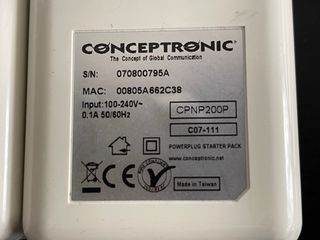 CONCEPTRONIC
The Concept of Global Communication
S/N: 070800795A
MAC: 00805A662C38
Input:100-240V~
0.1A 50/60Hz
CPNP200P
C07-111
POWERPLUG STARTER PACK
www.conceptronic.net
CE
Made in Taiwan